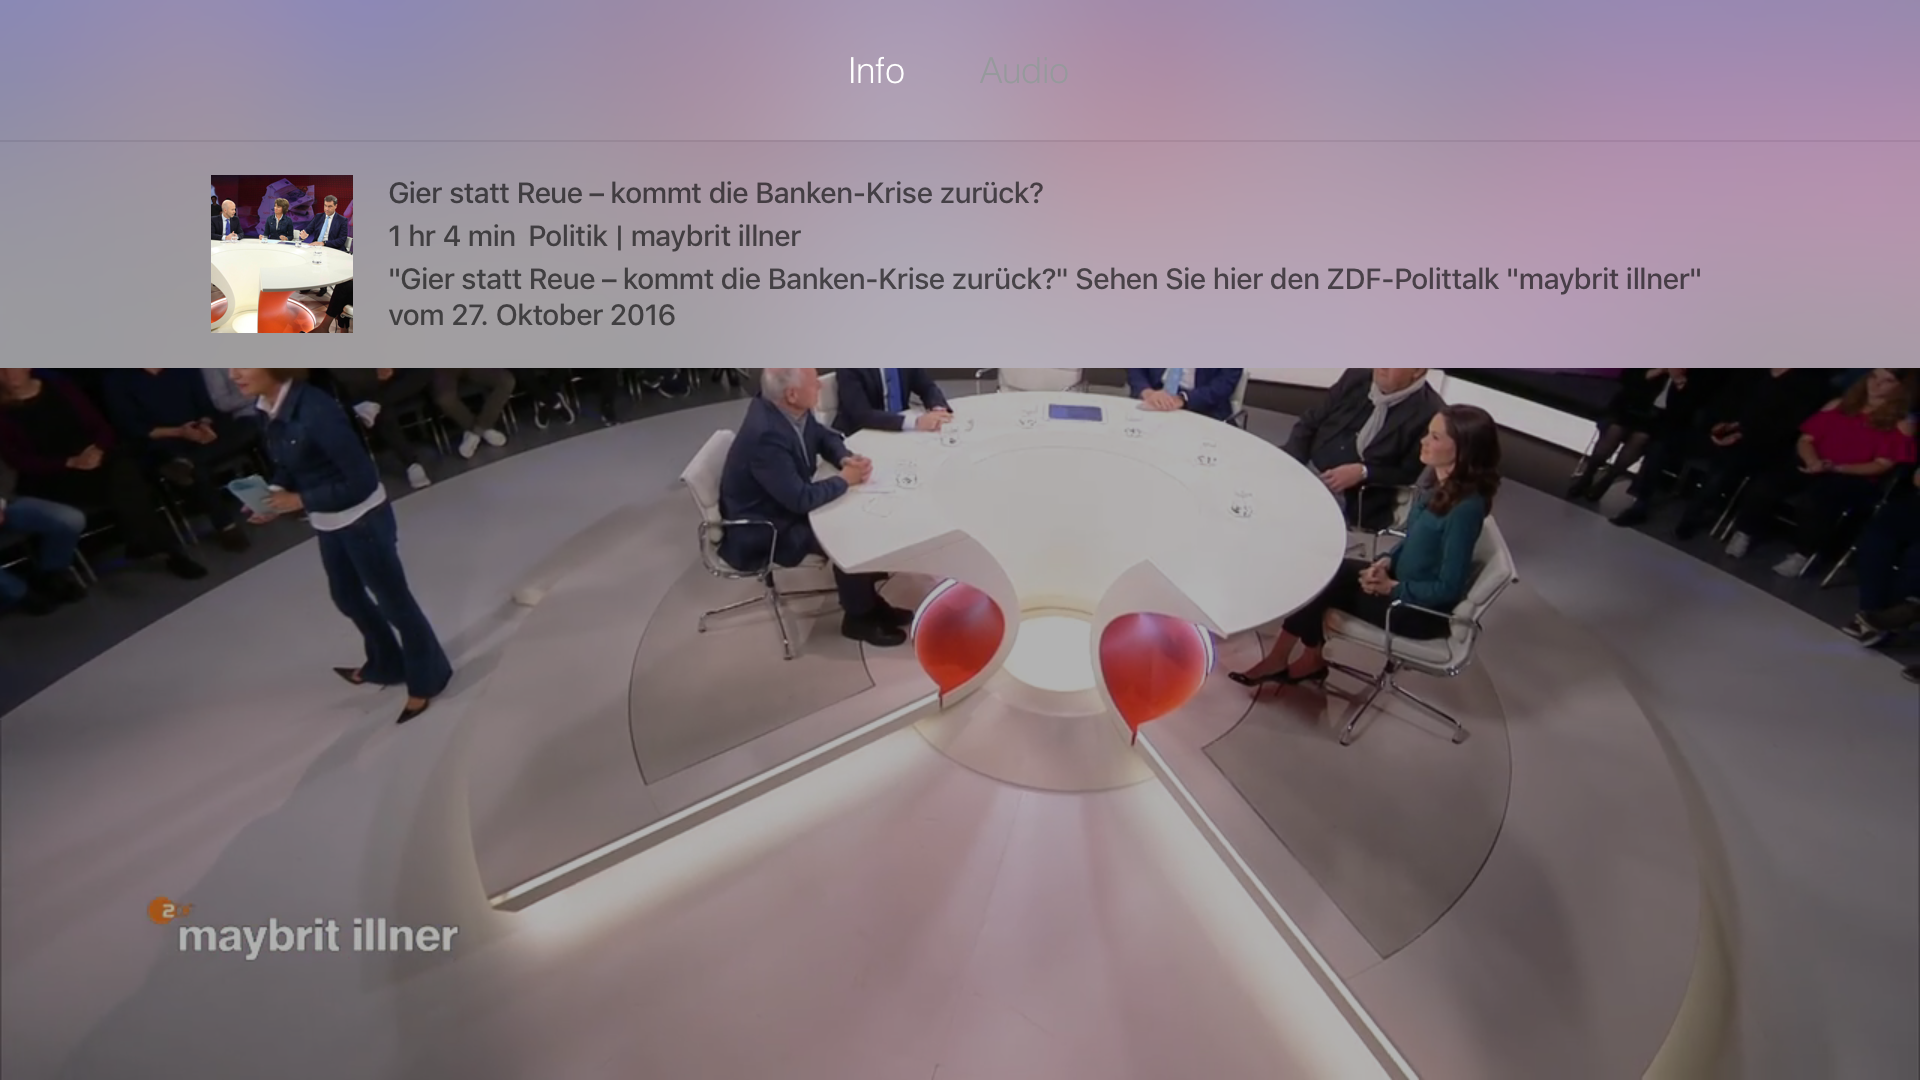 Info Audio
Gier statt Reue – kommt die Banken-Krise zurück?
1 hr 4 min Politik | maybrit illner
"Gier statt Reue – kommt die Banken-Krise zurück?" Sehen Sie hier den ZDF-Polittalk "maybrit illner"
vom 27. Oktober 2016
2DF
maybrit illner